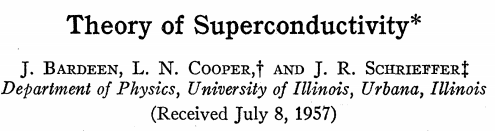 Theory of Superconductivity*
J. BARDEEN, L. N. COOPER,† AND J. R. SCHRIEFFER‡
Department of Physics, University of Illinois, Urbana, Illinois
(Received July 8, 1957)